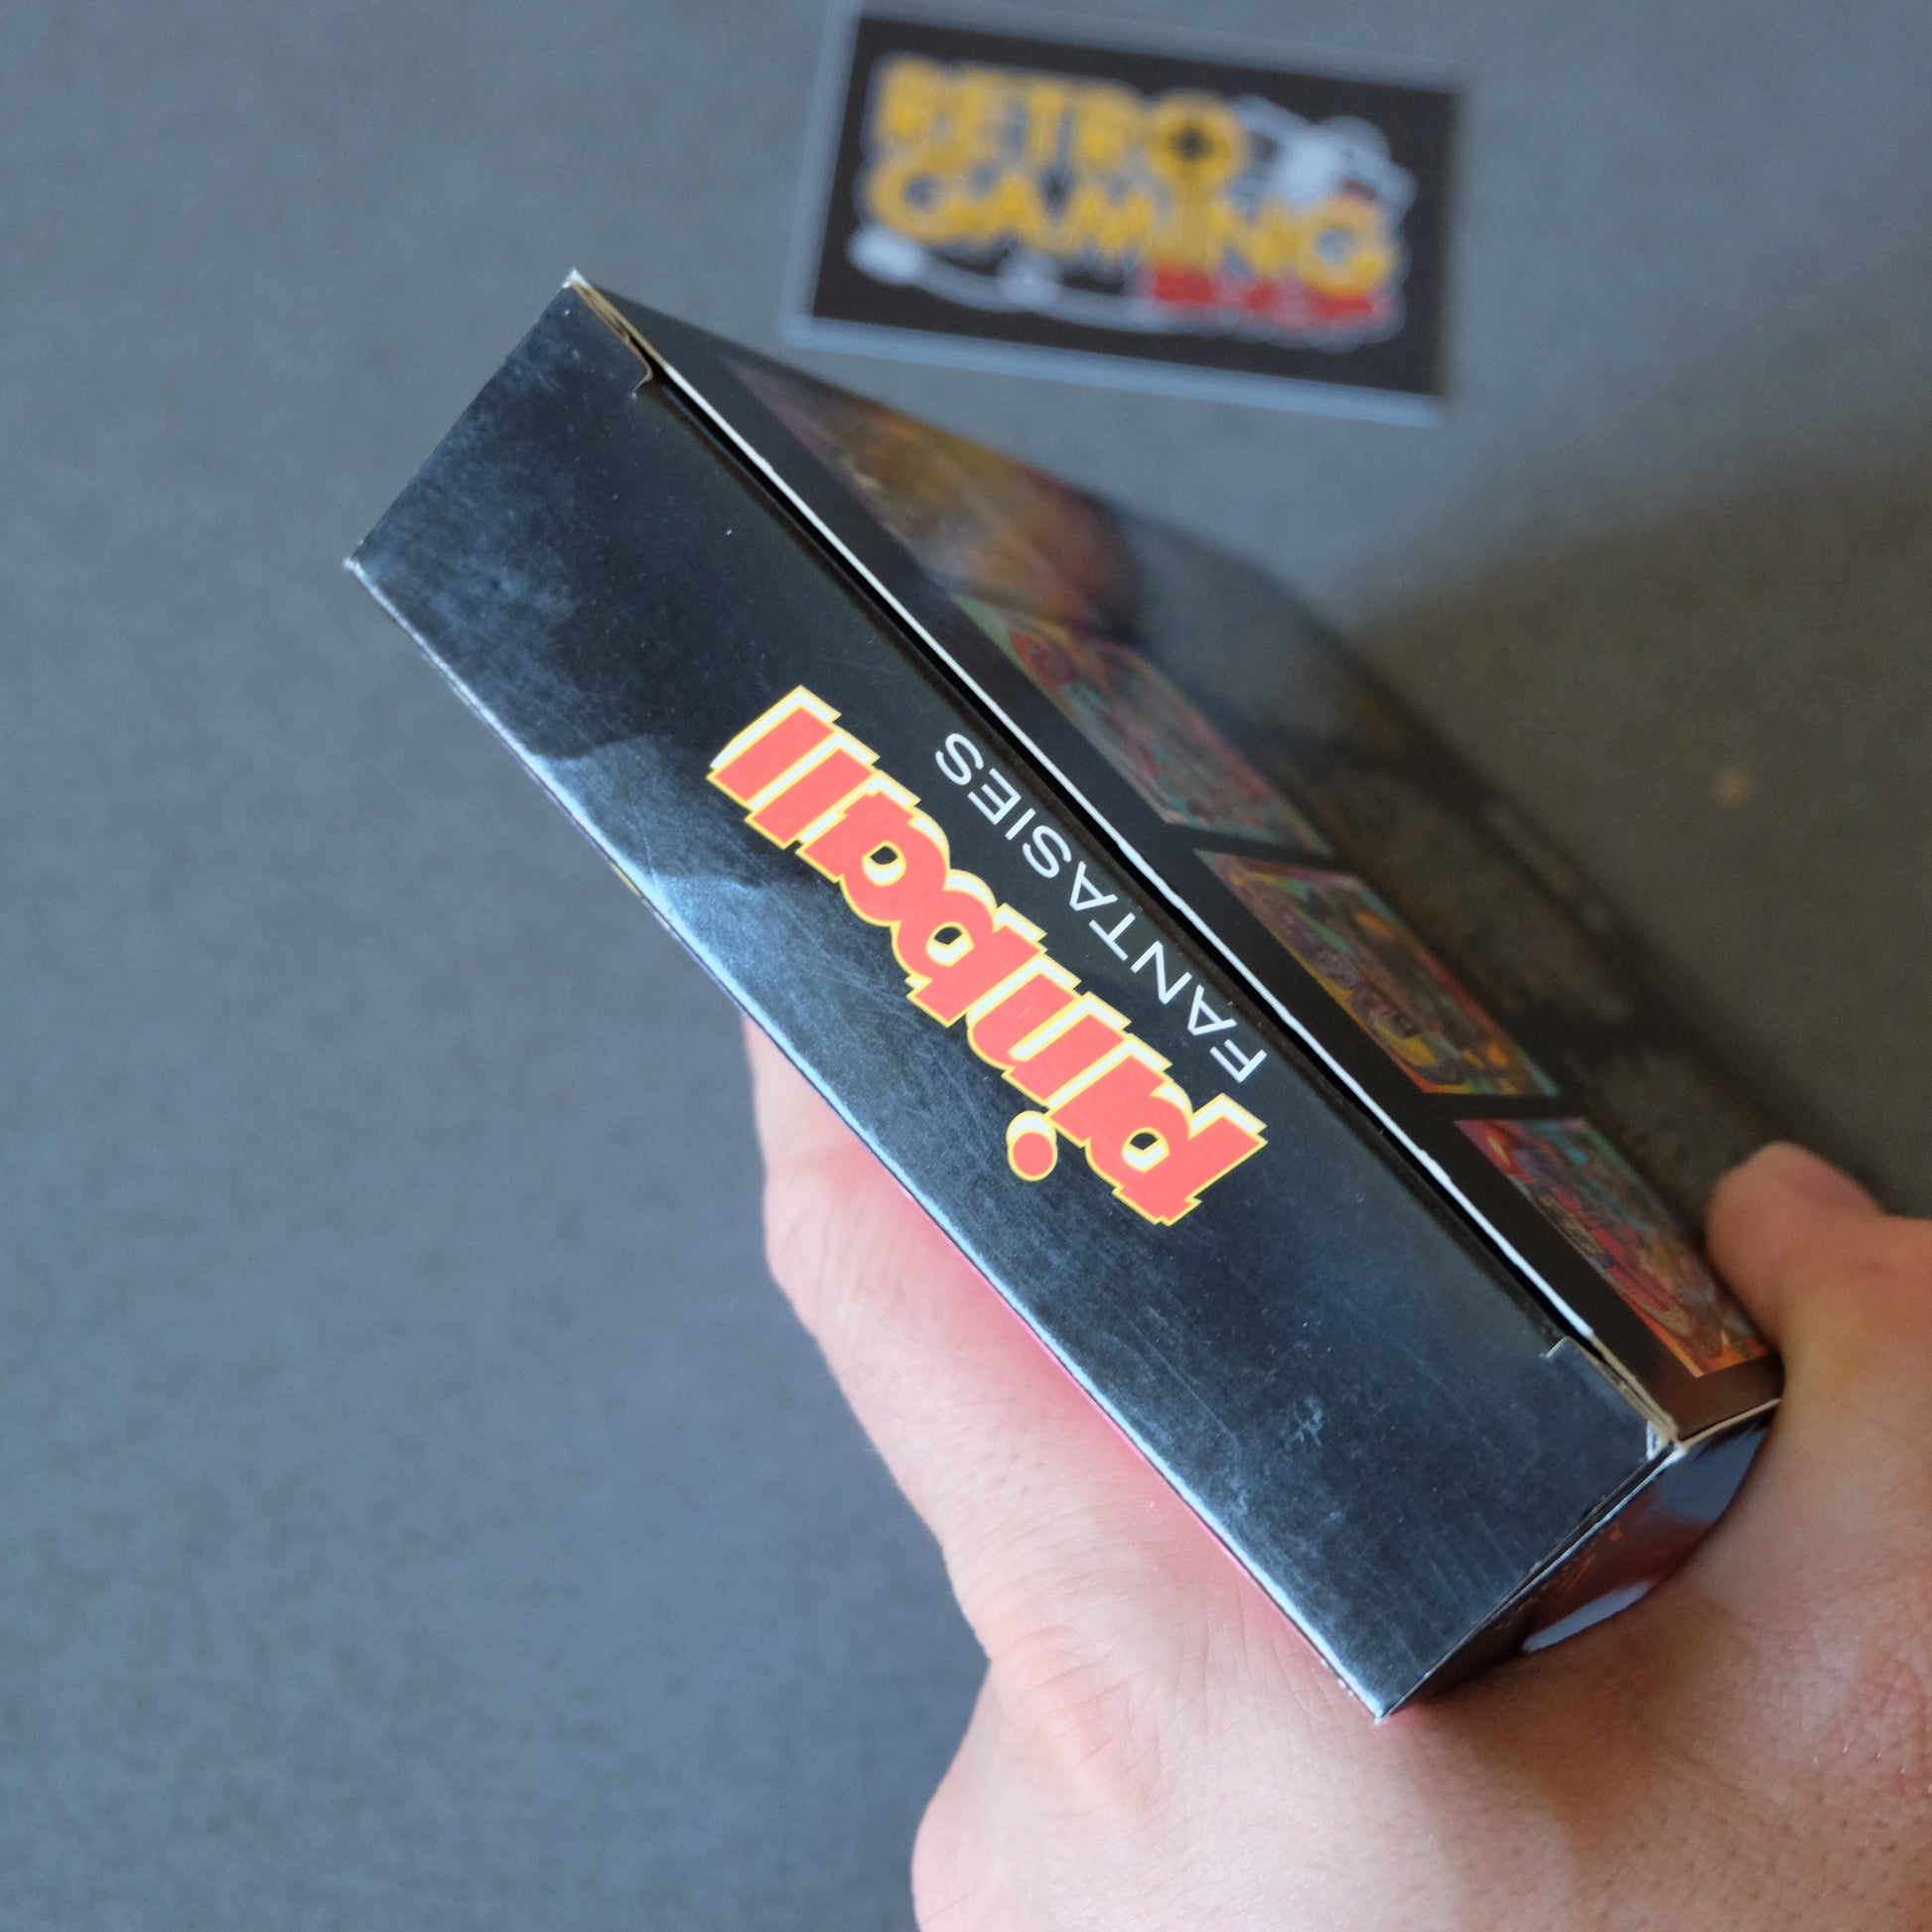 RETRO
GAMING
pinball
FANTASIES